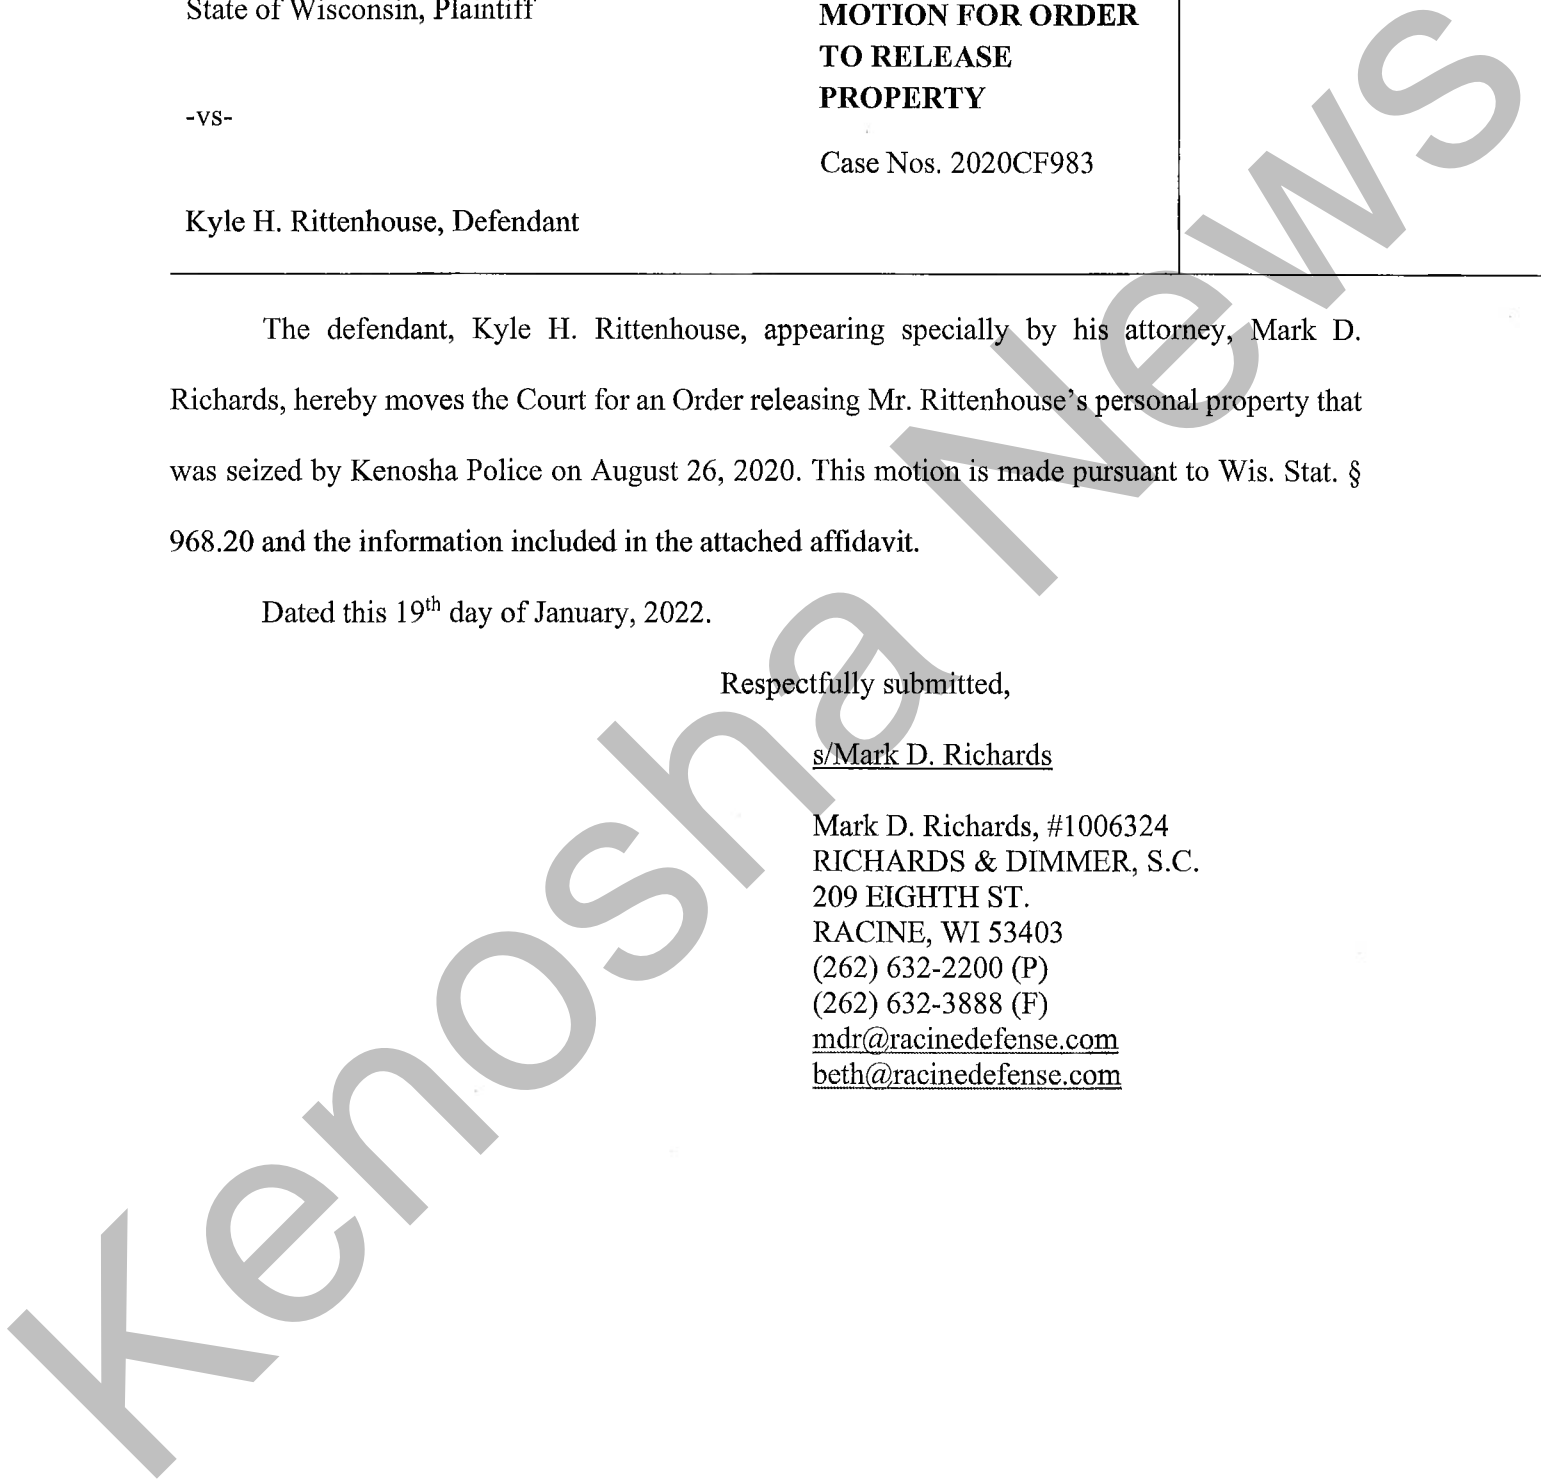 State of Wisconsin, Plaintiff
MOTION FOR ORDER
TO RELEASE
PROPERTY
-vs-
Case Nos. 2020CF983
Kyle H. Rittenhouse, Defendant
The defendant, Kyle H. Rittenhouse, appearing specially by his attorney, Mark D.
Richards, hereby moves the Court for an Order releasing Mr. Rittenhouse's personal property that
was seized by Kenosha Police on August 26, 2020. This motion is made pursuant to Wis. Stat. §
968.20 and the information included in the attached affidavit.
Dated this 19th day of January, 2022.
Respectfully submitted,
s/Mark D. Richards
Mark D. Richards, #1006324
RICHARDS & DIMMER, S.C.
209 EIGHTH ST.
RACINE, WI 53403
(262) 632-2200 (P)
(262) 632-3888 (F)
mdr@racinedefense.com
beth@racinedefense.com
Kenosha News